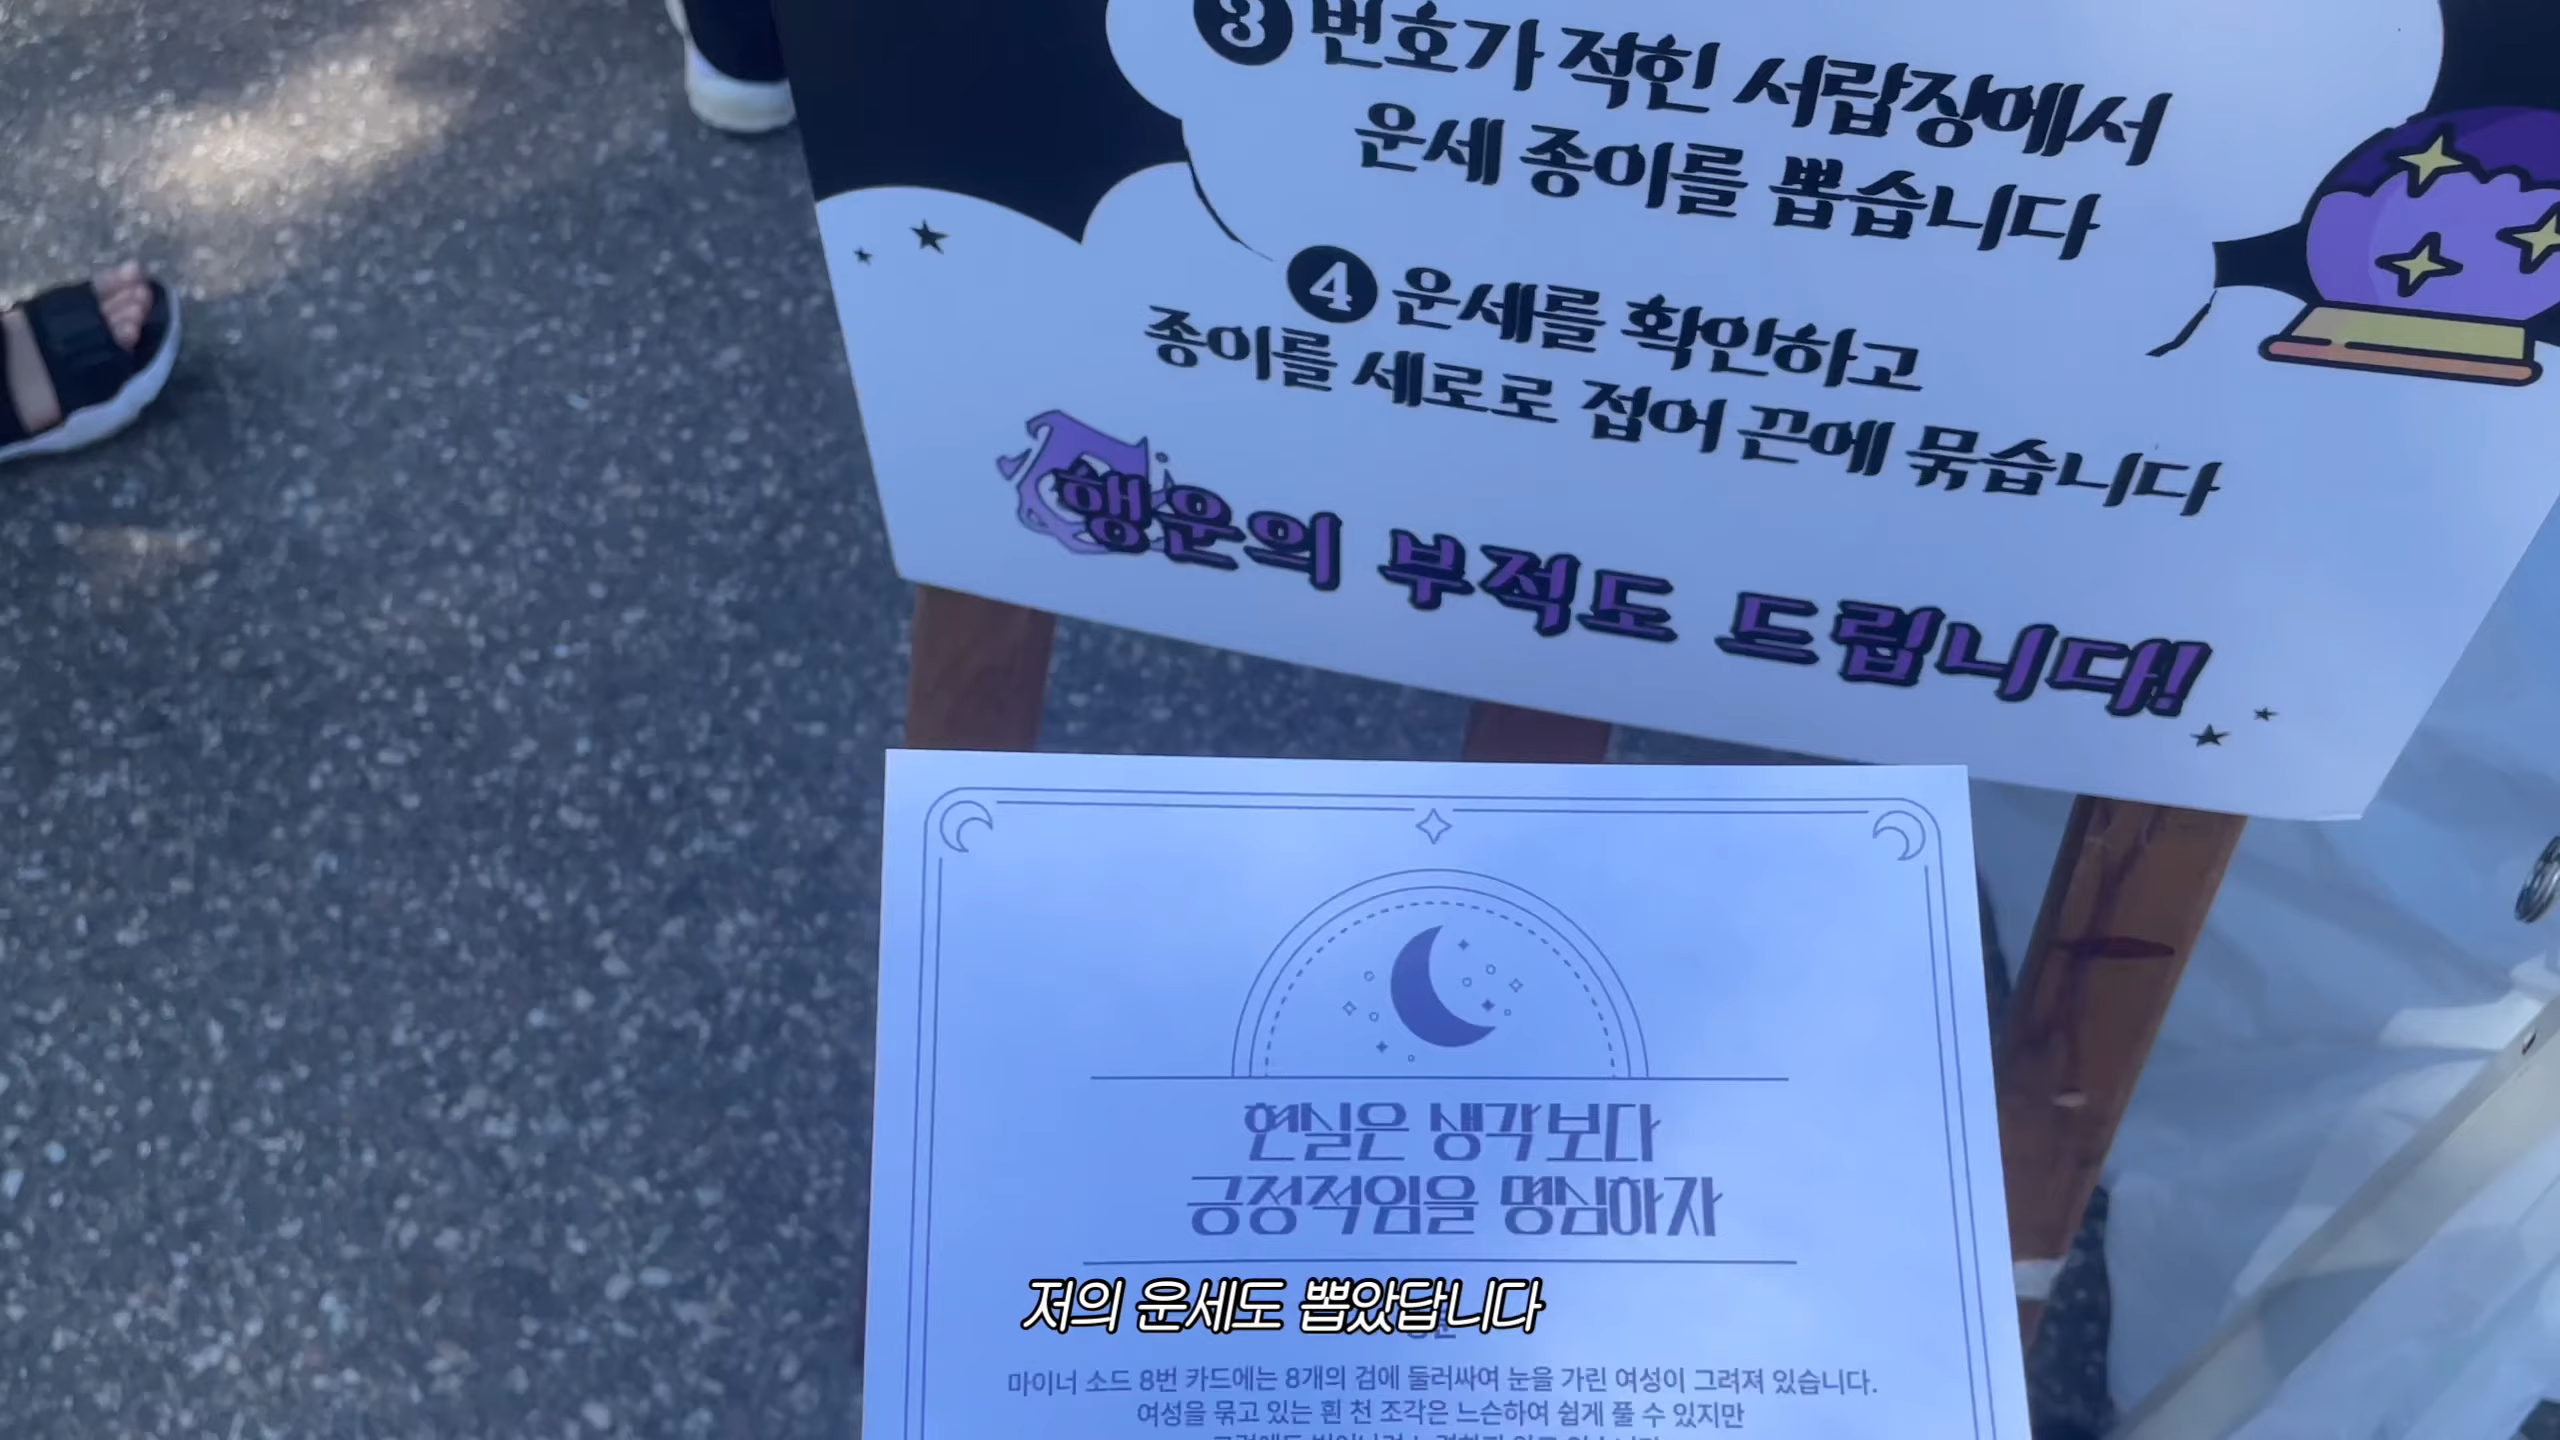 3 번호가 적힌 서랍장에서
운세 종이를 뽑습니다
4 운세를 확인하고
종이를 세로로 접어 끈에 묶습니다
행운의 부적도 드립니다!
현실은 생각보다
긍정적임을 명심하자
저의 운세도 뽑았답니다
마이너 소드 8번 카드에는 8개의 검에 둘러싸여 눈을 가린 여성이 그려져 있습니다.
여성을 묶고 있는 흰 천 조각은 느슨하여 쉽게 풀 수 있지만